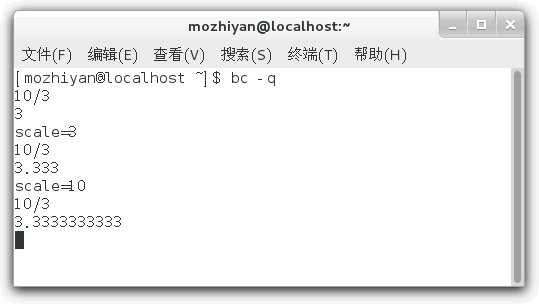 mozhiyan@localhost:~
文件(F) 编辑(E) 查看(V) 搜索(S) 终端(T) 帮助(H)
[mozhiyan@localhost ~]$ bc -q
10/3
3
scale=3
10/3
3.333
scale=10
10/3
3.3333333333